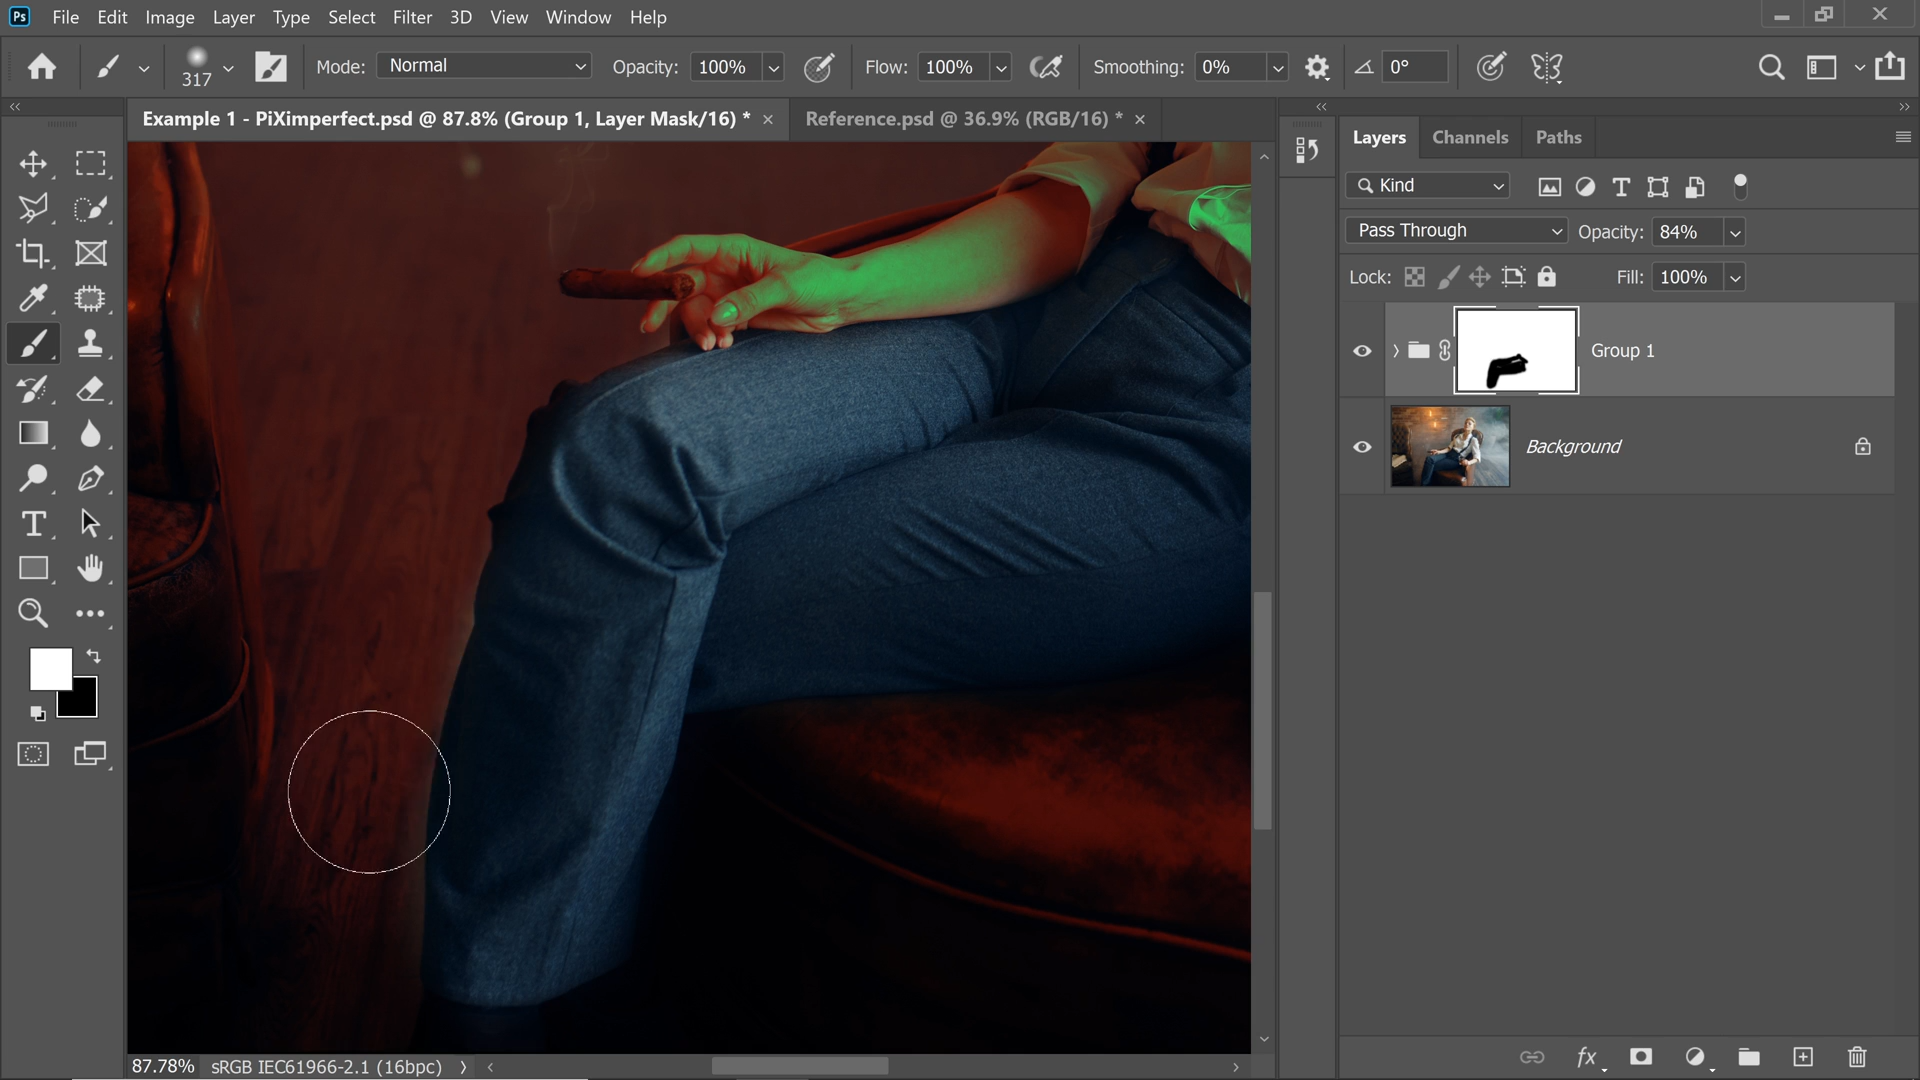 Ps File Edit Image Layer Type Select Filter 3D View Window Help
317 Mode: Normal Opacity: 100% Flow: 100% Smoothing: 0% 0°
Example 1 - PiXimperfect.psd @ 87.8% (Group 1, Layer Mask/16) * × Reference.psd @ 36.9% (RGB/16) * ×
Layers Channels Paths
Kind
Pass Through Opacity: 84%
Lock: Fill: 100%
Group 1
Background
87.78% sRGB IEC61966-2.1 (16bpc)
fx